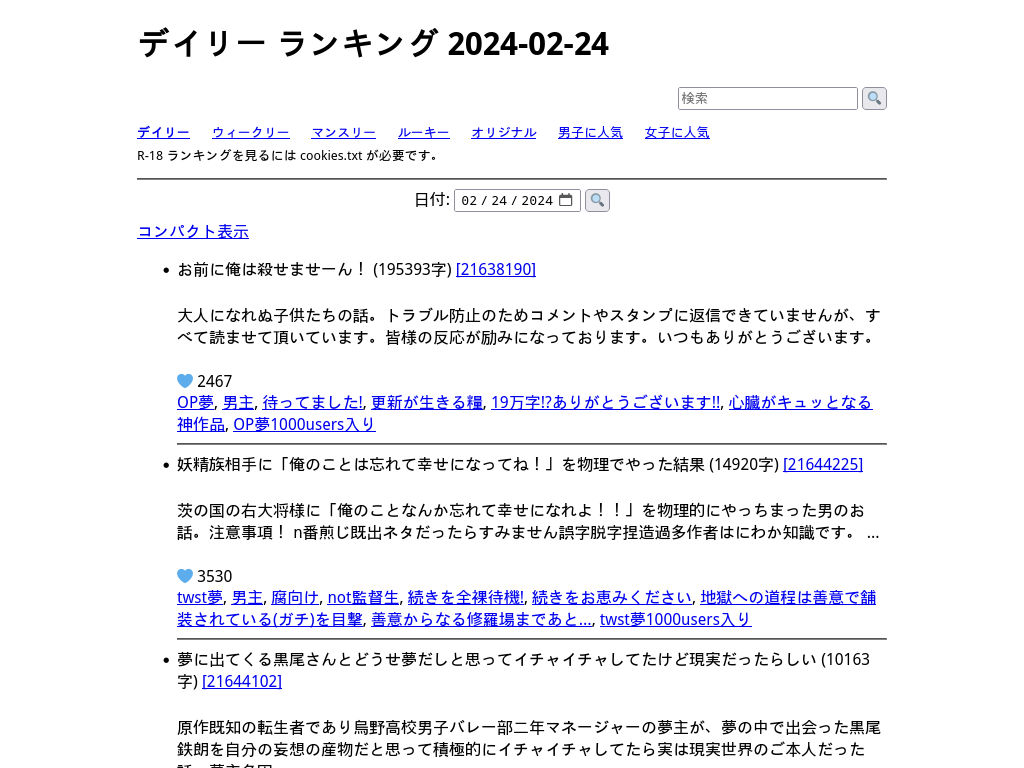 デイリー ランキング 2024-02-24
検索
デイリー ウィークリー マンスリー ルーキー オリジナル 男子に人気 女子に人気
R-18 ランキングを見るには cookies.txt が必要です。
日付: 02 / 24 / 2024
コンパクト表示
• お前に俺は殺せませーん！ (195393字) [21638190]
大人になれぬ子供たちの話。トラブル防止のためコメントやスタンプに返信できていませんが、す
べて読ませて頂いています。皆様の反応が励みになっております。いつもありがとうございます。
2467
OP夢, 男主, 待ってました!, 更新が生きる糧, 19万字!?ありがとうございます!!, 心臓がキュッとなる
神作品, OP夢1000users入り
• 妖精族相手に「俺のことは忘れて幸せになってね！」を物理でやった結果 (14920字) [21644225]
茨の国の右大将様に「俺のことなんか忘れて幸せになれよ！！」を物理的にやっちまった男のお
話。注意事項！ n番煎じ既出ネタだったらすみません誤字脱字捏造過多作者はにわか知識です。 ...
3530
twst夢, 男主, 腐向け, not監督生, 続きを全裸待機!, 続きをお恵みください, 地獄への道程は善意で舗
装されている(ガチ)を目撃, 善意からなる修羅場まであと..., twst夢1000users入り
• 夢に出てくる黒尾さんとどうせ夢だしと思ってイチャイチャしてたけど現実だったらしい (10163
字) [21644102]
原作既知の転生者であり烏野高校男子バレー部二年マネージャーの夢主が、夢の中で出会った黒尾
鉄朗を自分の妄想の産物だと思って積極的にイチャイチャしてたら実は現実世界のご本人だった